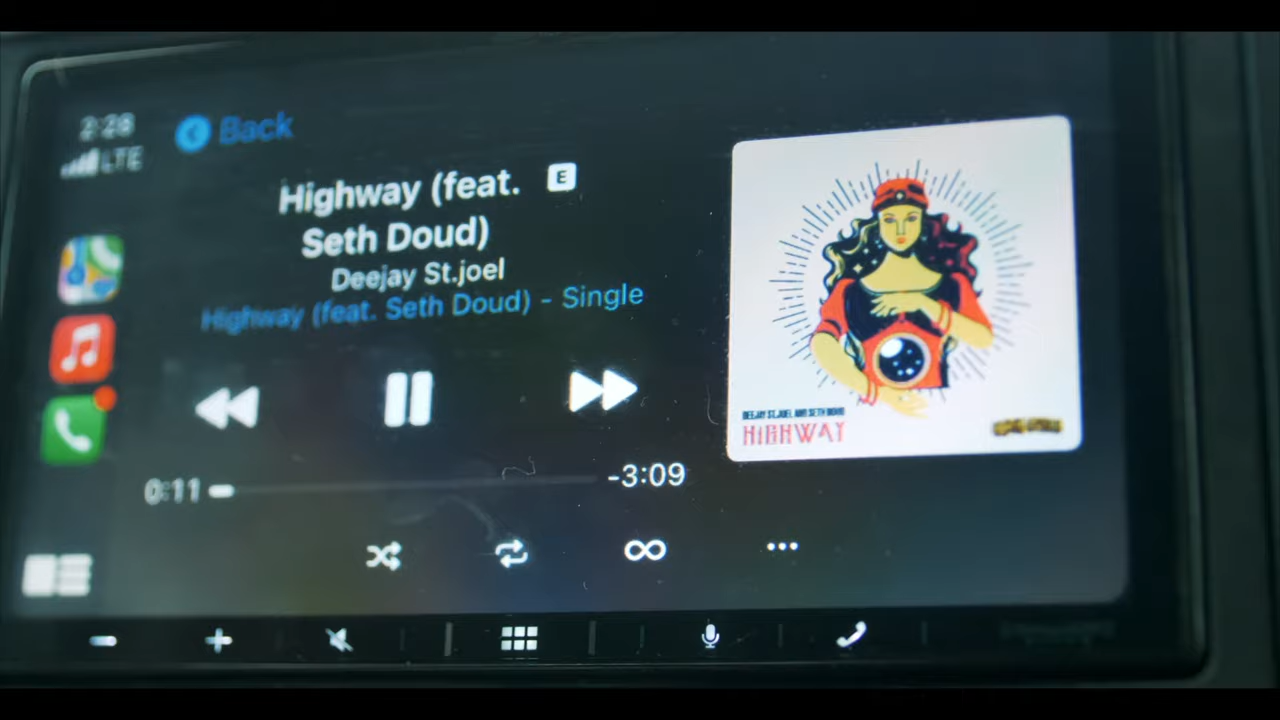 2:28
LTE
Back
Highway (feat.
Seth Doud)
E
Deejay St.joel
Highway (feat. Seth Doud) - Single
0:11
-3:09
DEEJAY ST.JOEL AND SETH DOUD
HIGHWAY